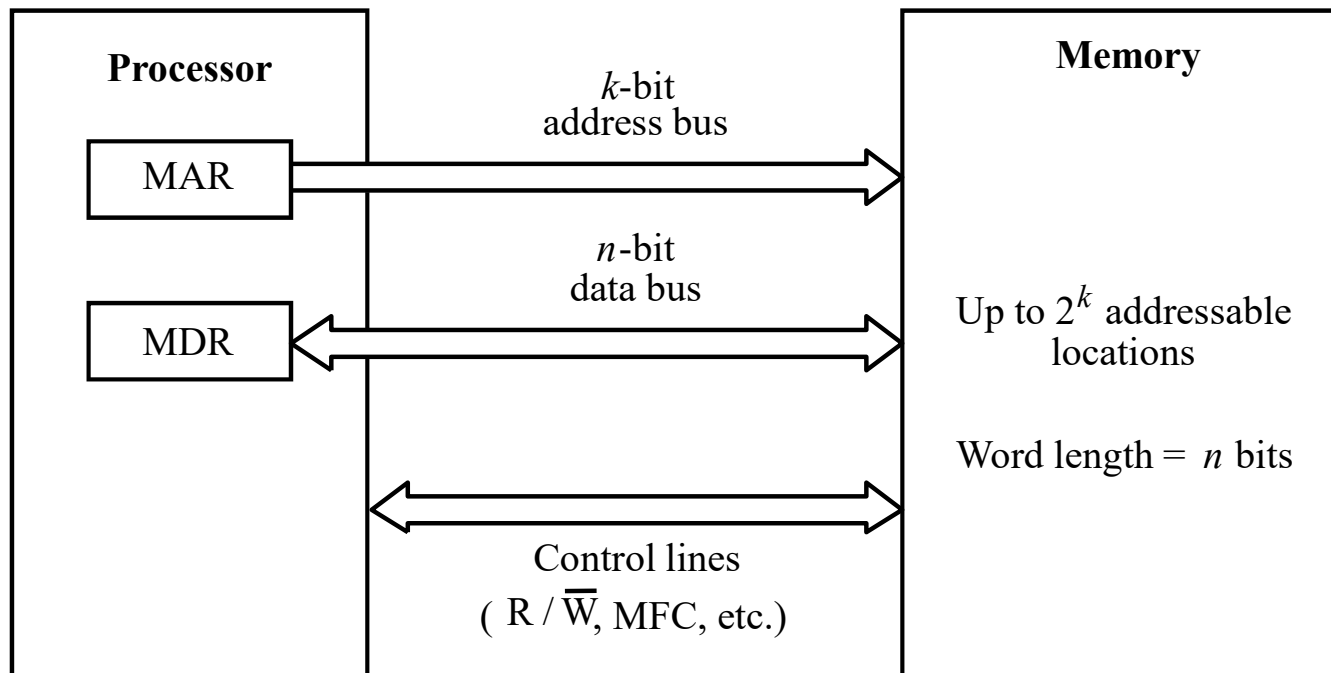 Processor
MAR
MDR
k-bit
address bus
n-bit
data bus
Control lines
( R / W̅, MFC, etc.)
Memory
Up to 2^k addressable
locations
Word length = n bits